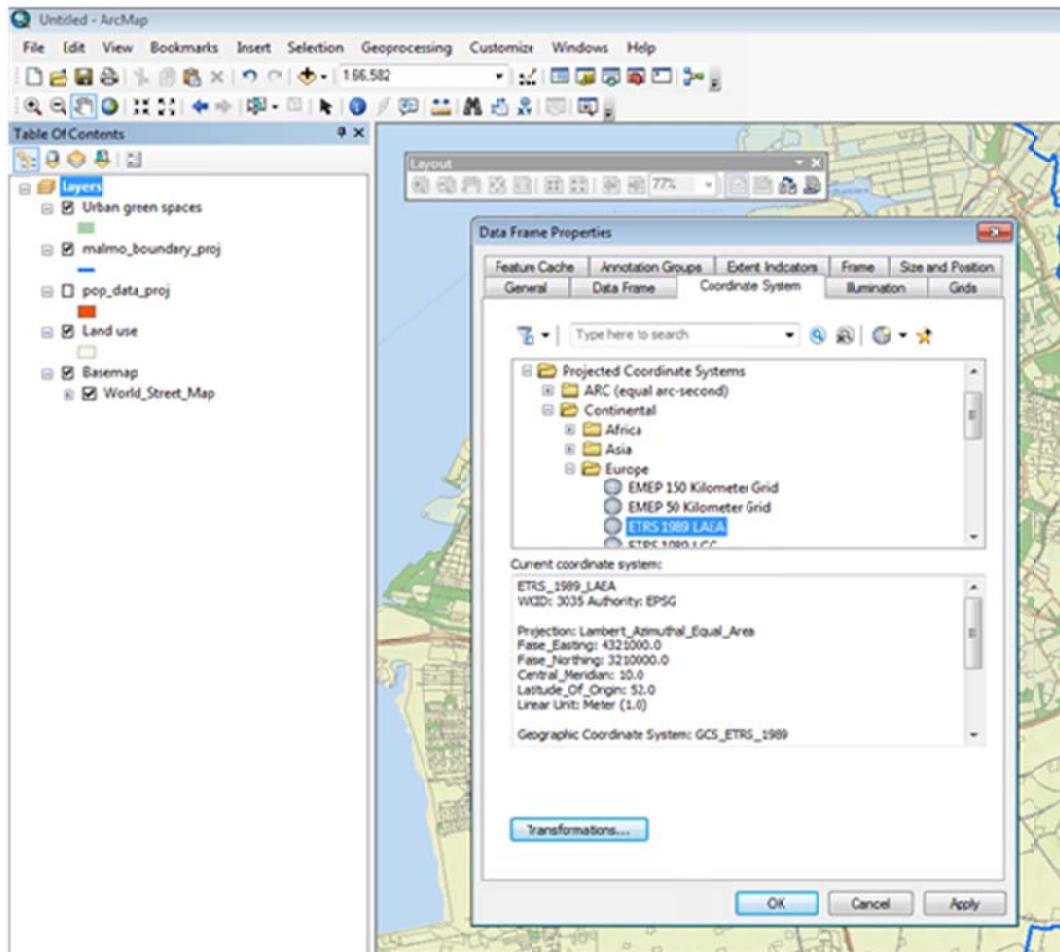 Untitled - ArcMap
File Edit View Bookmarks Insert Selection Geoprocessing Customize Windows Help
1:66,582
Table Of Contents
Layout
layers
77%
Urban green spaces
malmo_boundary_proj
pop_data_proj
Land use
Basemap
World_Street_Map
Data Frame Properties
Feature Cache Annotation Groups Extent Indicators Frame Size and Position
General Data Frame Coordinate System Illumination Grids
Type here to search
Projected Coordinate Systems
ARC (equal arc-second)
Continental
Africa
Asia
Europe
EMEP 150 Kilometer Grid
EMEP 50 Kilometer Grid
ETRS 1989 LAEA
ETRS 1989 LCC
Current coordinate system:
ETRS_1989_LAEA
WKID: 3035 Authority: EPSG
Projection: Lambert_Azimuthal_Equal_Area
False_Easting: 4321000.0
False_Northing: 3210000.0
Central_Meridian: 10.0
Latitude_Of_Origin: 52.0
Linear Unit: Meter (1.0)
Geographic Coordinate System: GCS_ETRS_1989
Transformations...
OK Cancel Apply